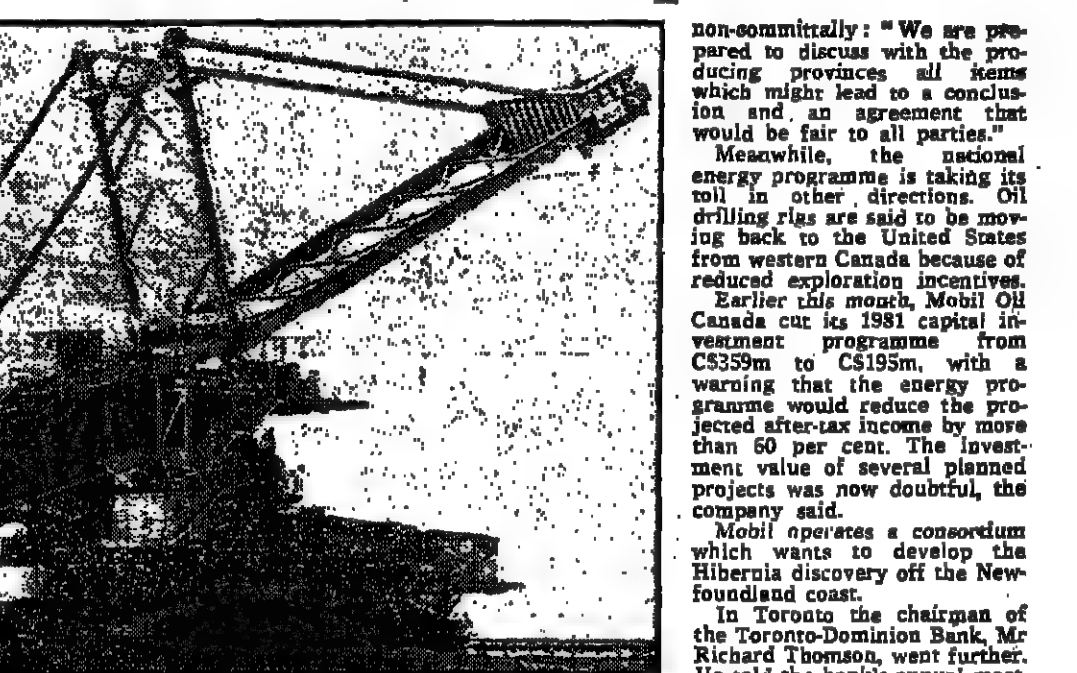 non-committally: "We are pre-
pared to discuss with the pro-
ducing provinces all items
which might lead to a conclus-
ion and an agreement that
would be fair to all parties."
Meanwhile, the national
energy programme is taking its
toll in other directions. Oil
drilling rigs are said to be mov-
ing back to the United States
from western Canada because of
reduced exploration incentives.
Earlier this month, Mobil Oil
Canada cut its 1981 capital in-
vestment programme from
C$359m to C$195m, with a
warning that the energy pro-
gramme would reduce the pro-
jected after-tax income by more
than 60 per cent. The invest-
ment value of several planned
projects was now doubtful, the
company said.
Mobil operates a consortium
which wants to develop the
Hibernia discovery off the New-
foundland coast.
In Toronto the chairman of
the Toronto-Dominion Bank, Mr
Richard Thomson, went further.